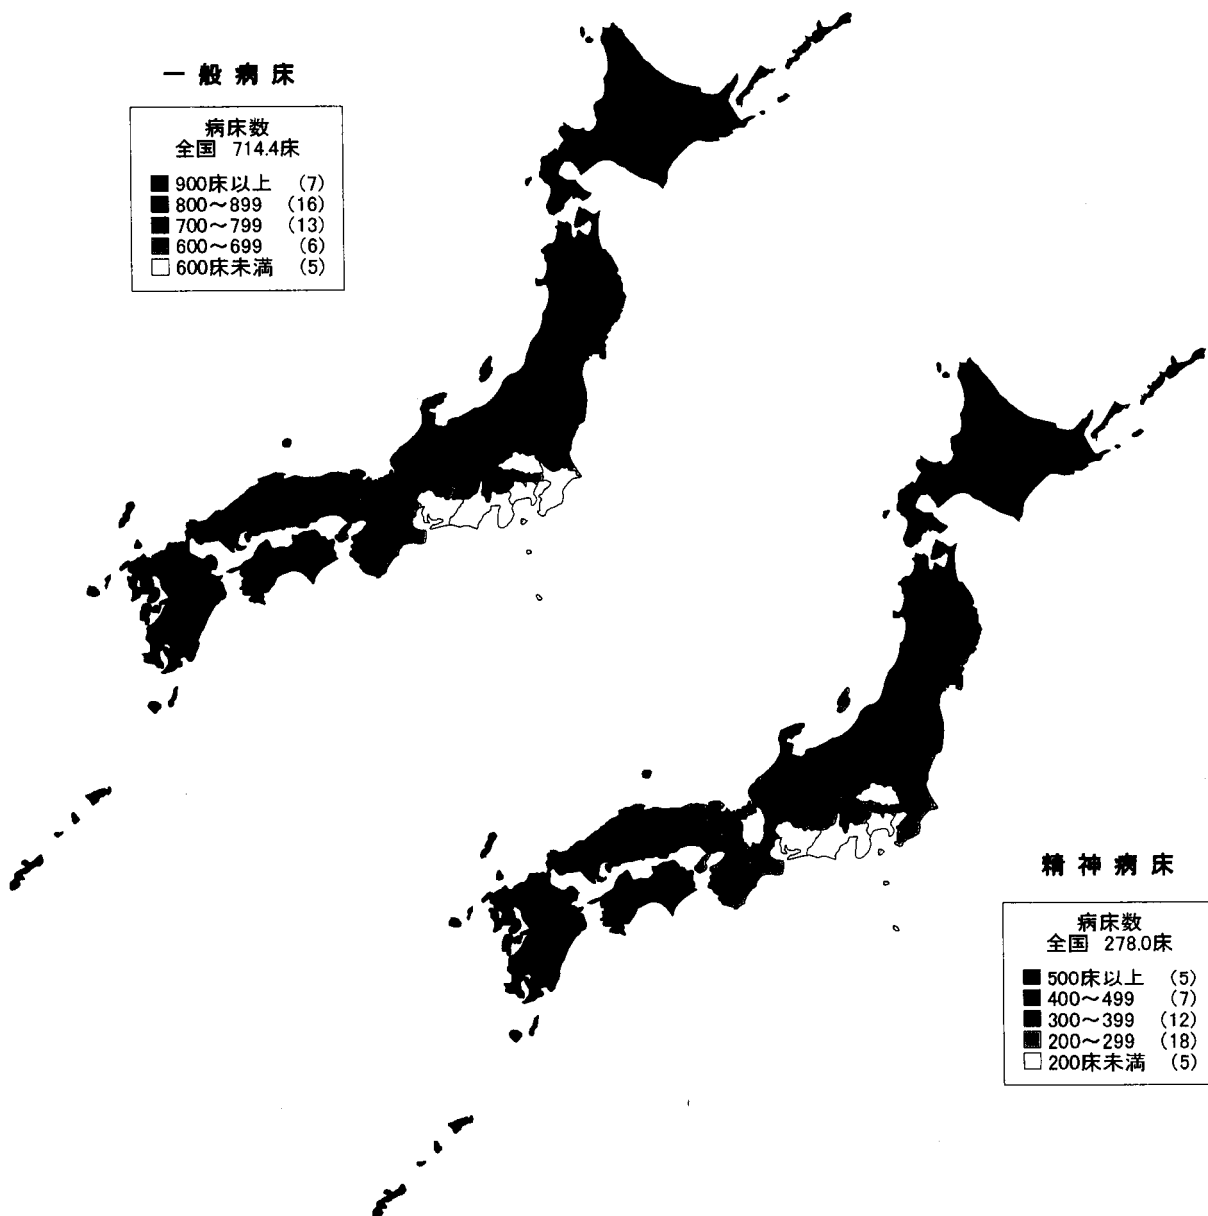 一般病床
病床数
全国 714.4床
900床以上 (7)
800～899 (16)
700～799 (13)
600～699 (6)
600床未満 (5)
精神病床
病床数
全国 278.0床
500床以上 (5)
400～499 (7)
300～399 (12)
200～299 (18)
200床未満 (5)